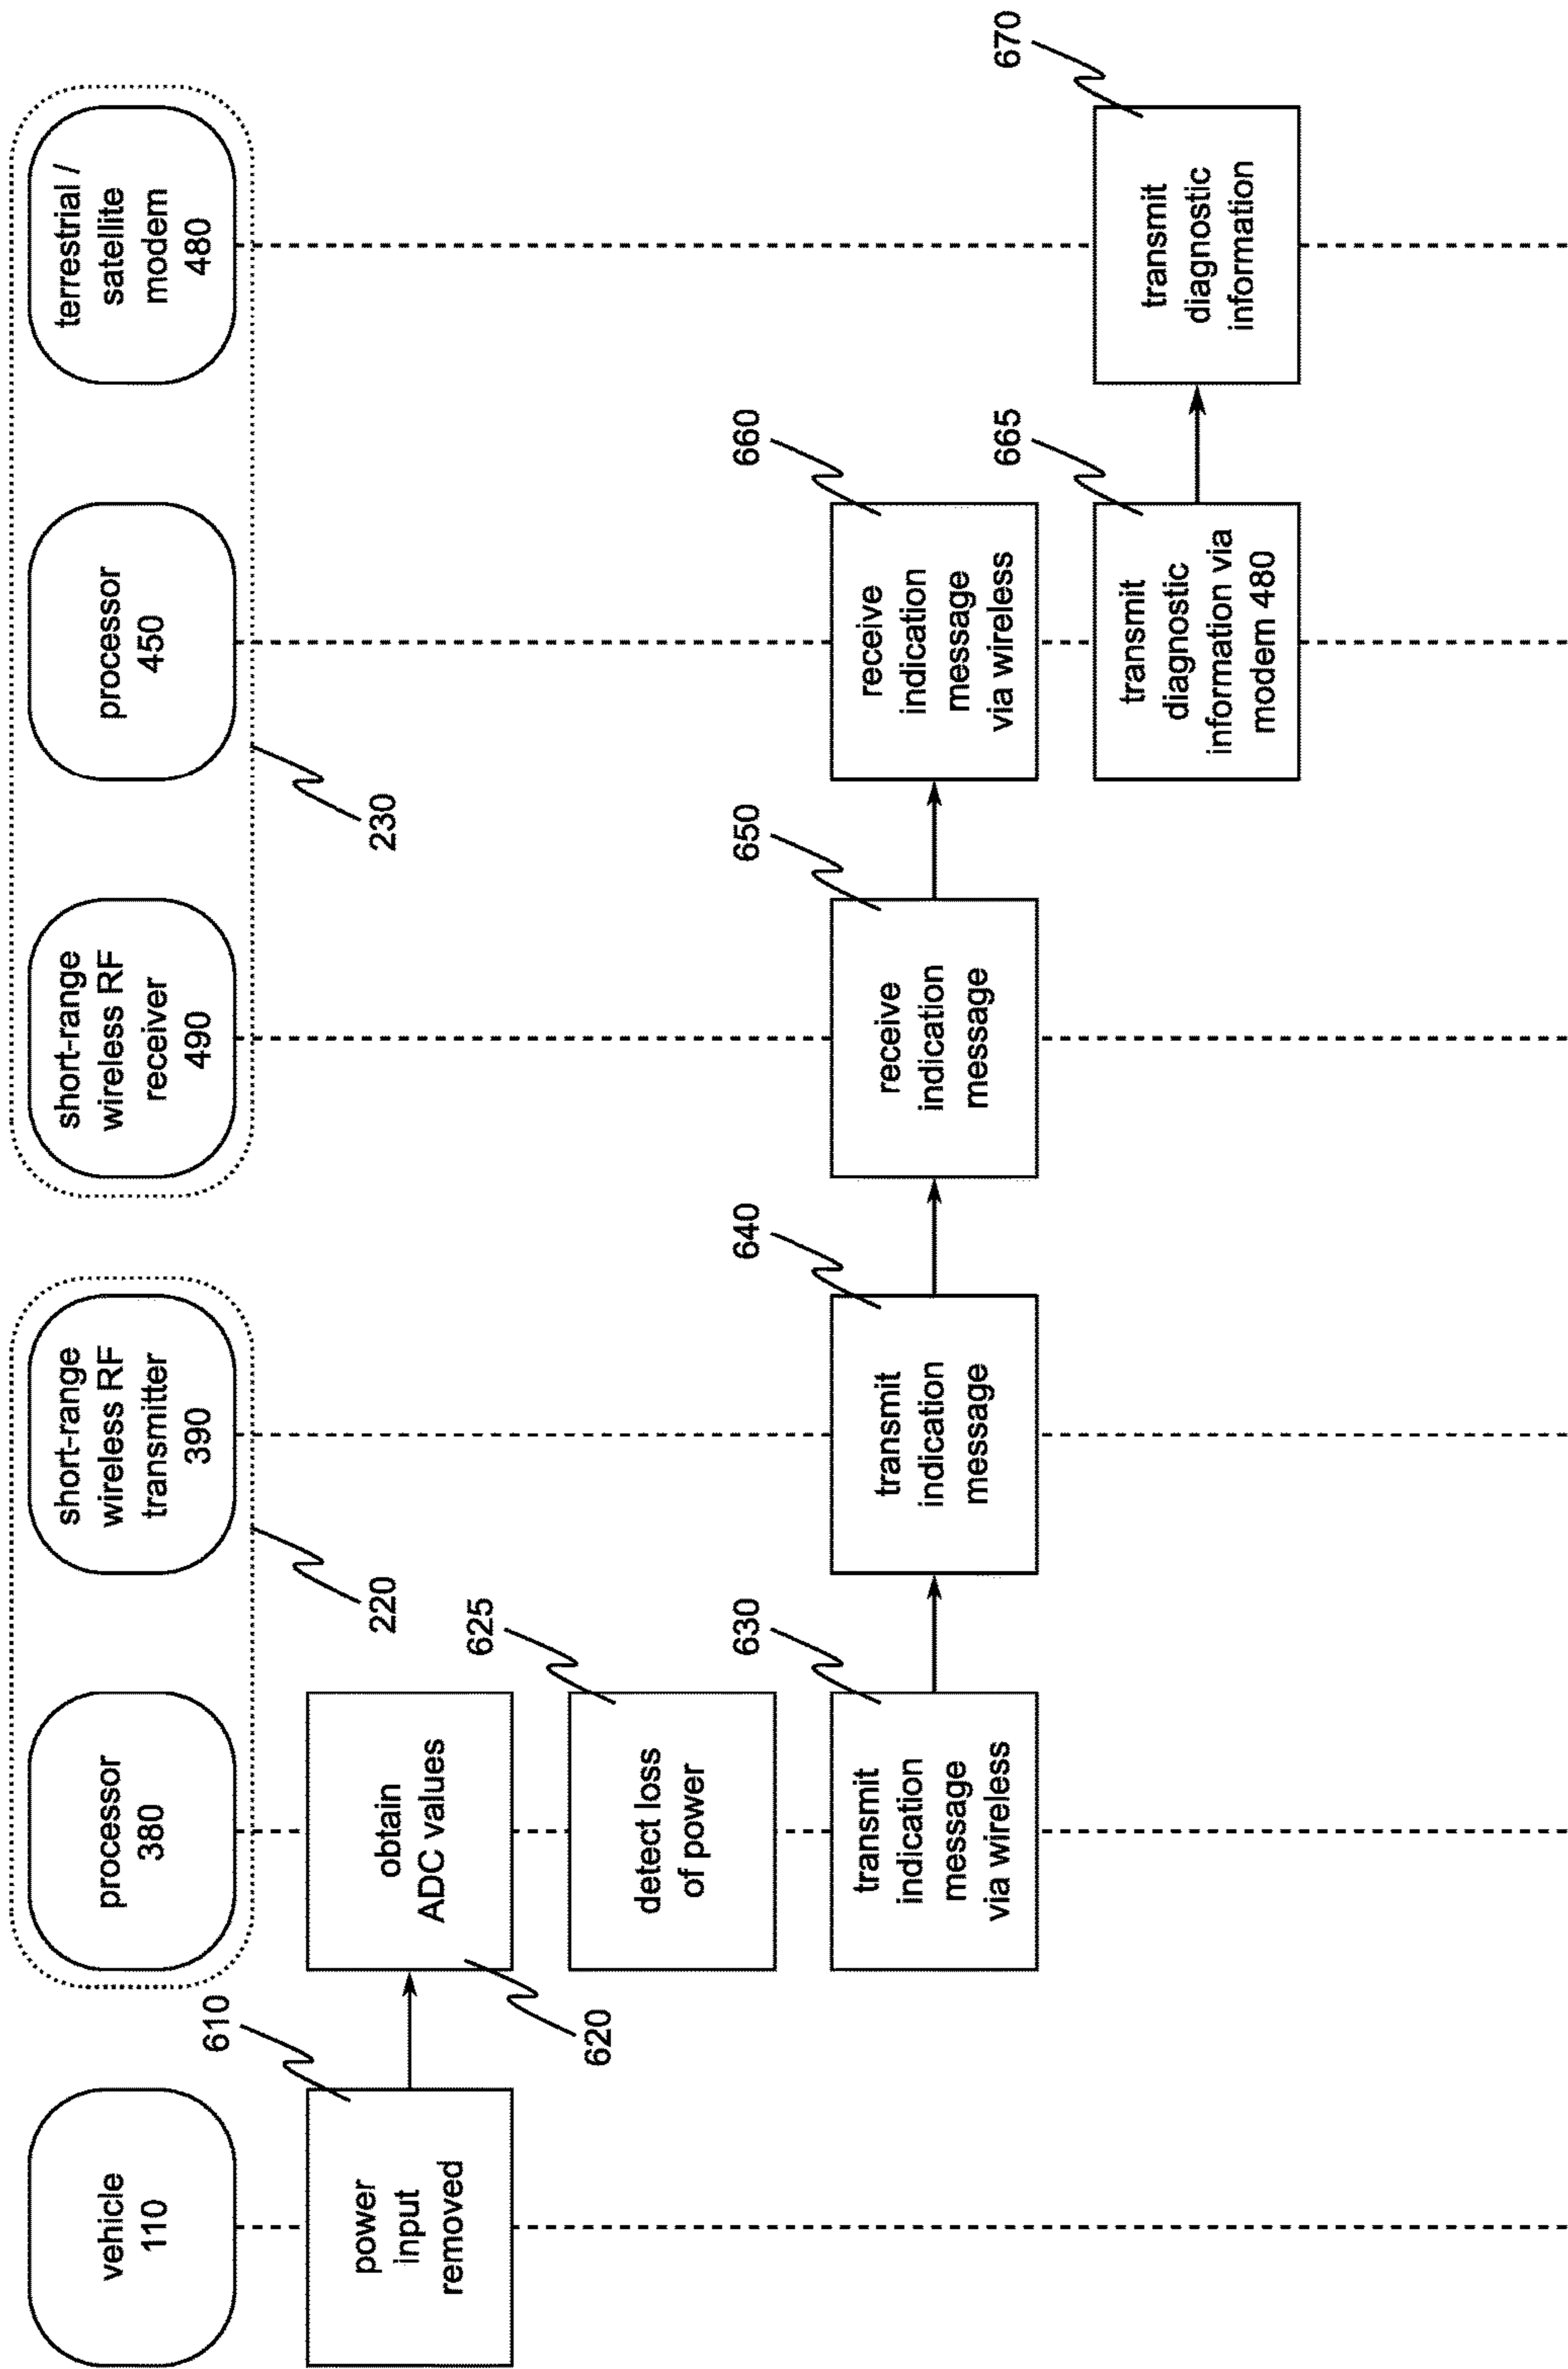 vehicle
110
processor
380
short-range
wireless RF
transmitter
390
short-range
wireless RF
receiver
490
processor
450
terrestrial /
satellite
modem
480
220
230
610
power
input
removed
obtain
ADC values
620
625
detect loss
of power
630
transmit
indication
message
via wireless
640
transmit
indication
message
650
receive
indication
message
660
receive
indication
message
via wireless
665
transmit
diagnostic
information via
modem 480
670
transmit
diagnostic
information